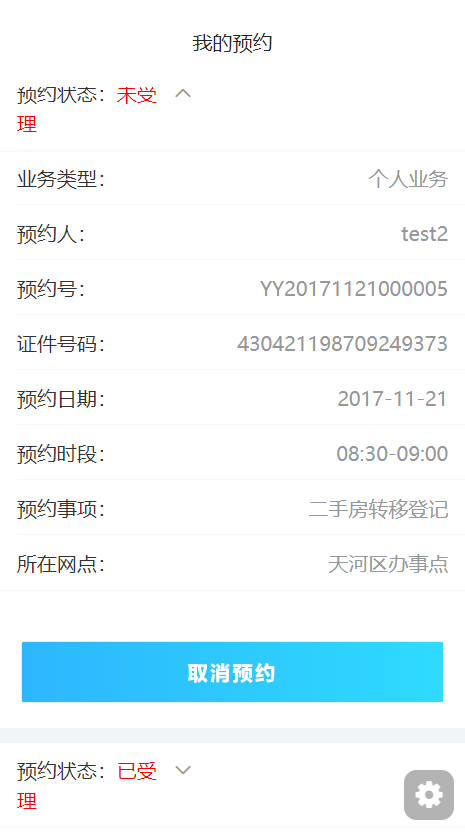 我的预约
预约状态：未受
理
业务类型： 个人业务
预约人： test2
预约号： YY20171121000005
证件号码： 430421198709249373
预约日期： 2017-11-21
预约时段： 08:30-09:00
预约事项： 二手房转移登记
所在网点： 天河区办事点
取消预约
预约状态：已受
理